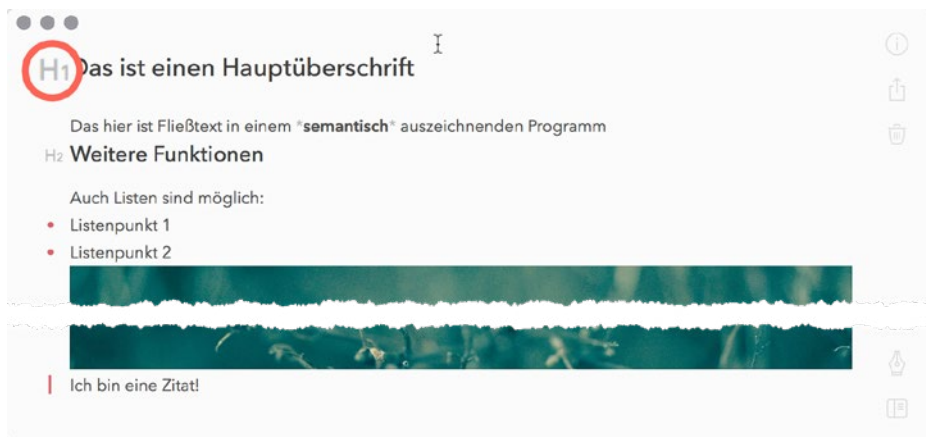 H1 Das ist einen Hauptüberschrift
Das hier ist Fließtext in einem *semantisch* auszeichnenden Programm
H2 Weitere Funktionen
Auch Listen sind möglich:
• Listenpunkt 1
• Listenpunkt 2
Ich bin eine Zitat!